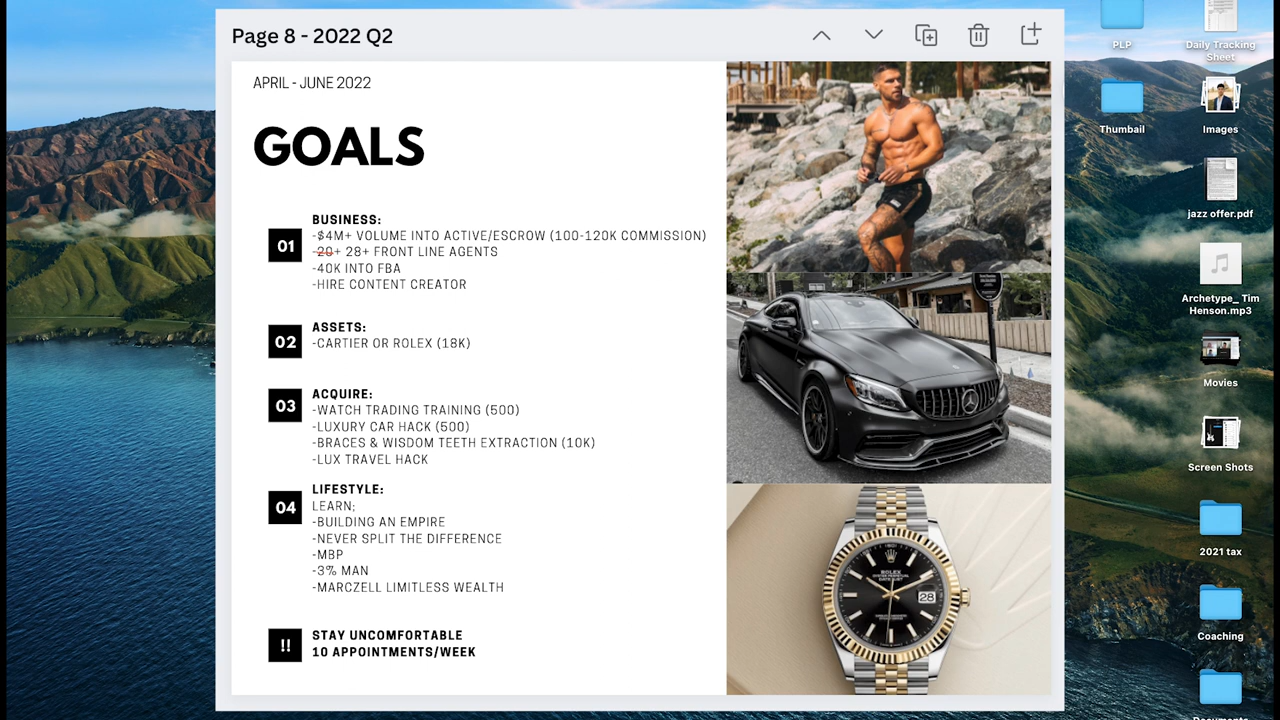 Page 8 - 2022 Q2
APRIL - JUNE 2022
GOALS
01
BUSINESS:
-$4M+ VOLUME INTO ACTIVE/ESCROW (100-120K COMMISSION)
-20+ 28+ FRONT LINE AGENTS
-40K INTO FBA
-HIRE CONTENT CREATOR
02
ASSETS:
-CARTIER OR ROLEX (18K)
03
ACQUIRE:
-WATCH TRADING TRAINING (500)
-LUXURY CAR HACK (500)
-BRACES & WISDOM TEETH EXTRACTION (10K)
-LUX TRAVEL HACK
04
LIFESTYLE:
LEARN;
-BUILDING AN EMPIRE
-NEVER SPLIT THE DIFFERENCE
-MBP
-3% MAN
-MARCZELL LIMITLESS WEALTH
!!
STAY UNCOMFORTABLE
10 APPOINTMENTS/WEEK
ROLEX
28
PLP
Daily Tracking
Sheet
Thumbail
Images
jazz offer.pdf
Archetype_ Tim
Henson.mp3
Movies
Screen Shots
2021 tax
Coaching